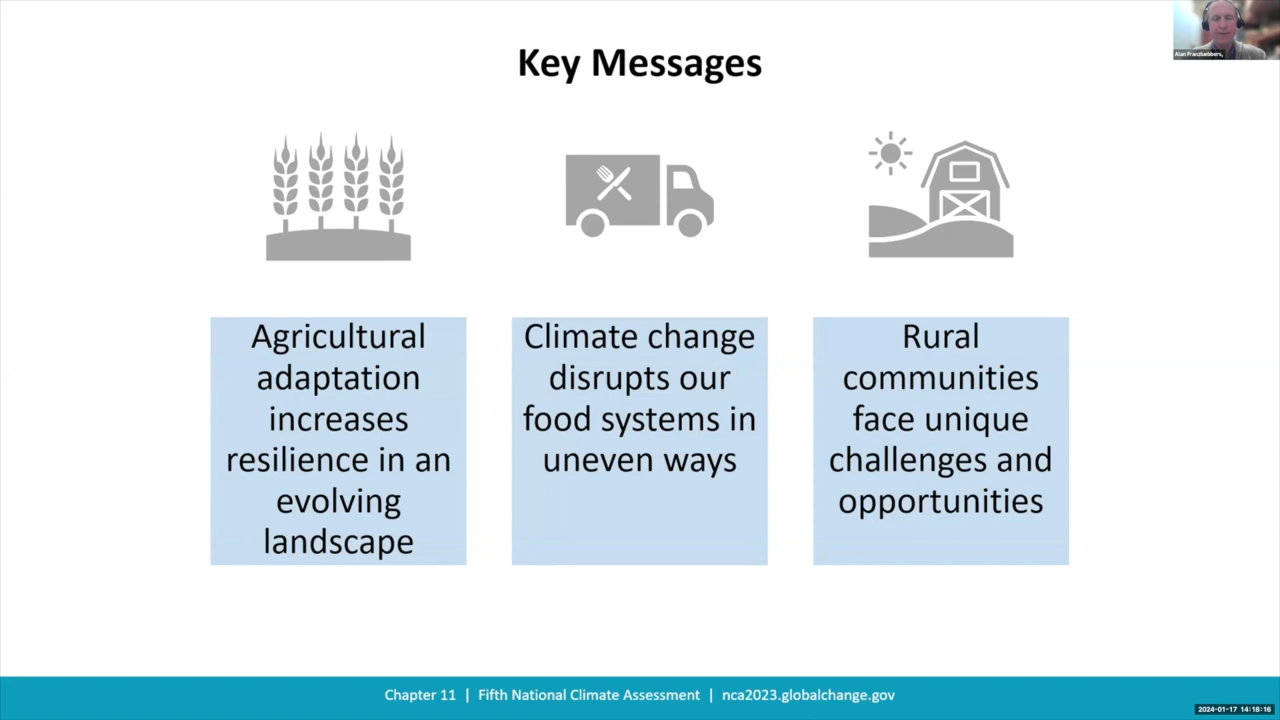 Key Messages
Alan Franzluebbers,
Agricultural
adaptation
increases
resilience in an
evolving
landscape
Climate change
disrupts our
food systems in
uneven ways
Rural
communities
face unique
challenges and
opportunities
Chapter 11 | Fifth National Climate Assessment | nca2023.globalchange.gov
2024-01-17 14:18:16